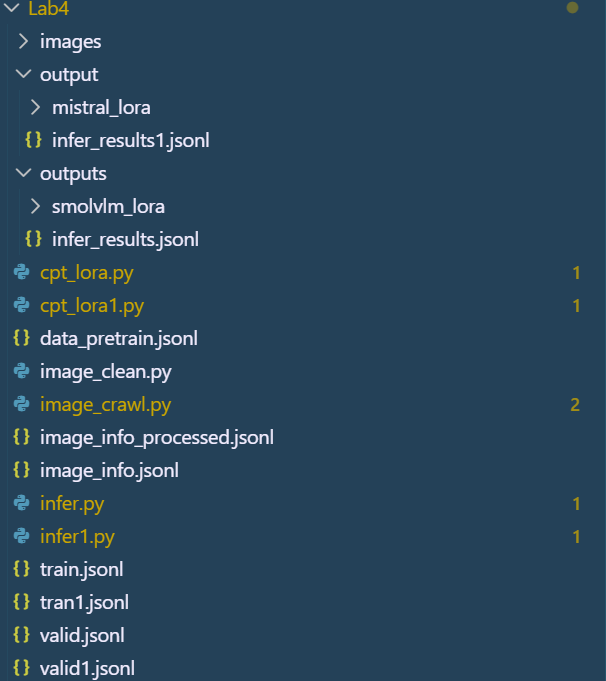 Lab4
images
output
mistral_lora
{} infer_results1.jsonl
outputs
smolvlm_lora
{} infer_results.jsonl
cpt_lora.py 1
cpt_lora1.py 1
{} data_pretrain.jsonl
image_clean.py
image_crawl.py 2
{} image_info_processed.jsonl
{} image_info.jsonl
infer.py 1
infer1.py 1
{} train.jsonl
{} tran1.jsonl
{} valid.jsonl
{} valid1.jsonl